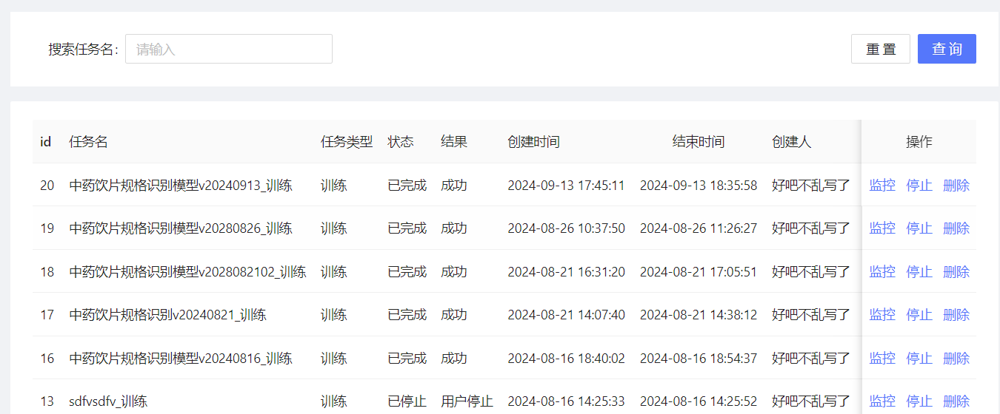 搜索任务名： 请输入 重 置 查 询
id 任务名 任务类型 状态 结果 创建时间 结束时间 创建人 操作
20 中药饮片规格识别模型v20240913_训练 训练 已完成 成功 2024-09-13 17:45:11 2024-09-13 18:35:58 好吧不乱写了 监控 停止 删除
19 中药饮片规格识别模型v20280826_训练 训练 已完成 成功 2024-08-26 10:37:50 2024-08-26 11:26:27 好吧不乱写了 监控 停止 删除
18 中药饮片规格识别模型v2028082102_训练 训练 已完成 成功 2024-08-21 16:31:20 2024-08-21 17:05:51 好吧不乱写了 监控 停止 删除
17 中药饮片规格识别v20240821_训练 训练 已完成 成功 2024-08-21 14:07:40 2024-08-21 14:38:12 好吧不乱写了 监控 停止 删除
16 中药饮片规格识别模型v20240816_训练 训练 已完成 成功 2024-08-16 18:40:02 2024-08-16 18:54:37 好吧不乱写了 监控 停止 删除
13 sdfvsdfv_训练 训练 已停止 用户停止 2024-08-16 14:25:33 2024-08-16 14:25:52 好吧不乱写了 监控 停止 删除